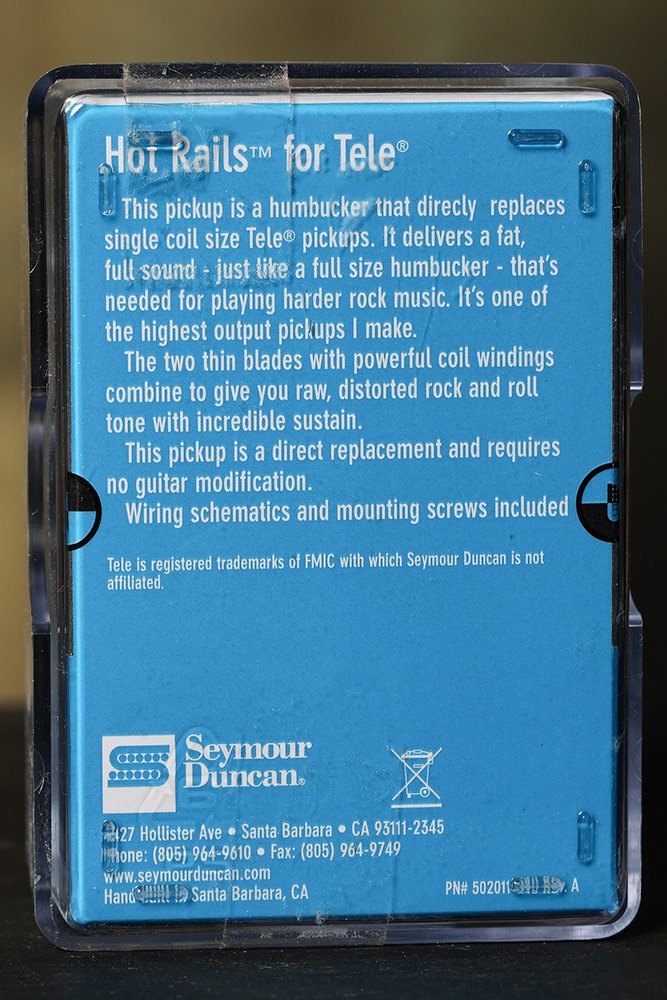 Hot Rails™ for Tele®
This pickup is a humbucker that direcly replaces
single coil size Tele® pickups. It delivers a fat,
full sound - just like a full size humbucker - that's
needed for playing harder rock music. It's one of
the highest output pickups I make.
The two thin blades with powerful coil windings
combine to give you raw, distorted rock and roll
tone with incredible sustain.
This pickup is a direct replacement and requires
no guitar modification.
Wiring schematics and mounting screws included
Tele is registered trademarks of FMIC with which Seymour Duncan is not
affiliated.
Seymour
Duncan®
Hollister Ave • Santa Barbara • CA 93111-2345
Phone: (805) 964-9610 • Fax: (805) 964-9749
www.seymourduncan.com
Hand Built in Santa Barbara, CA
PN# Rev. A